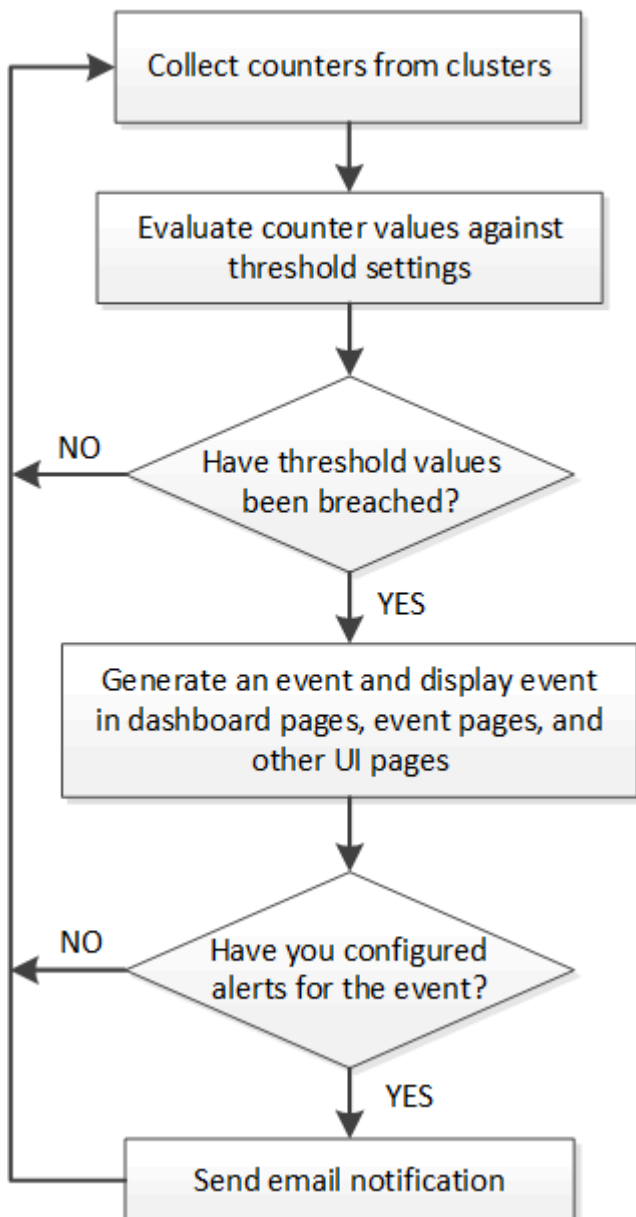 Collect counters from clusters
Evaluate counter values against
threshold settings
NO
Have threshold values
been breached?
YES
Generate an event and display event
in dashboard pages, event pages, and
other UI pages
NO
Have you configured
alerts for the event?
YES
Send email notification